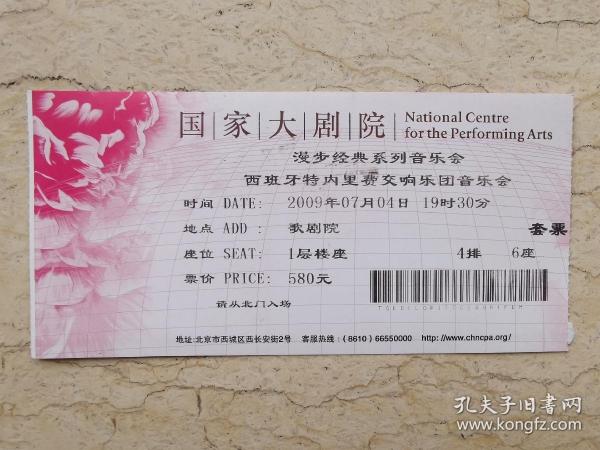 国家大剧院
National Centre
for the Performing Arts
漫步经典系列音乐会
西班牙特内里费交响乐团音乐会
时间 DATE: 2009年07月04日 19时30分
地点 ADD : 歌剧院 套票
座位 SEAT: 1层楼座 4排 6座
票价 PRICE: 580元
请从北门入场
地址:北京市西城区西长安街2号 客服热线:(8610) 66550000 http://www.chncpa.org/
孔夫子旧书网
www.kongfz.com